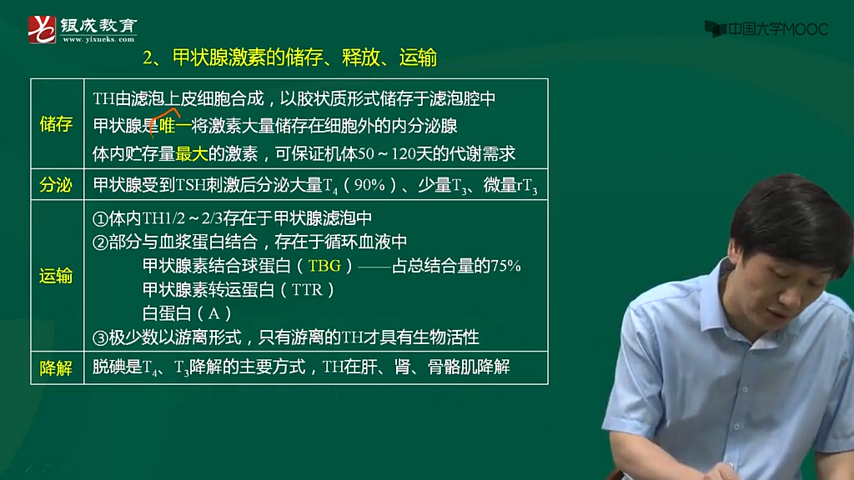 银成教育
www.yixueks.com
中国大学MOOC
2、甲状腺激素的储存、释放、运输
储存
TH由滤泡上皮细胞合成，以胶状质形式储存于滤泡腔中
甲状腺是唯一将激素大量储存在细胞外的内分泌腺
体内贮存量最大的激素，可保证机体50～120天的代谢需求
分泌
甲状腺受到TSH刺激后分泌大量T4（90%）、少量T3、微量rT3
运输
①体内TH1/2～2/3存在于甲状腺滤泡中
②部分与血浆蛋白结合，存在于循环血液中
甲状腺素结合球蛋白（TBG）——占总结合量的75%
甲状腺素转运蛋白（TTR）
白蛋白（A）
③极少数以游离形式，只有游离的TH才具有生物活性
降解
脱碘是T4、T3降解的主要方式，TH在肝、肾、骨骼肌降解